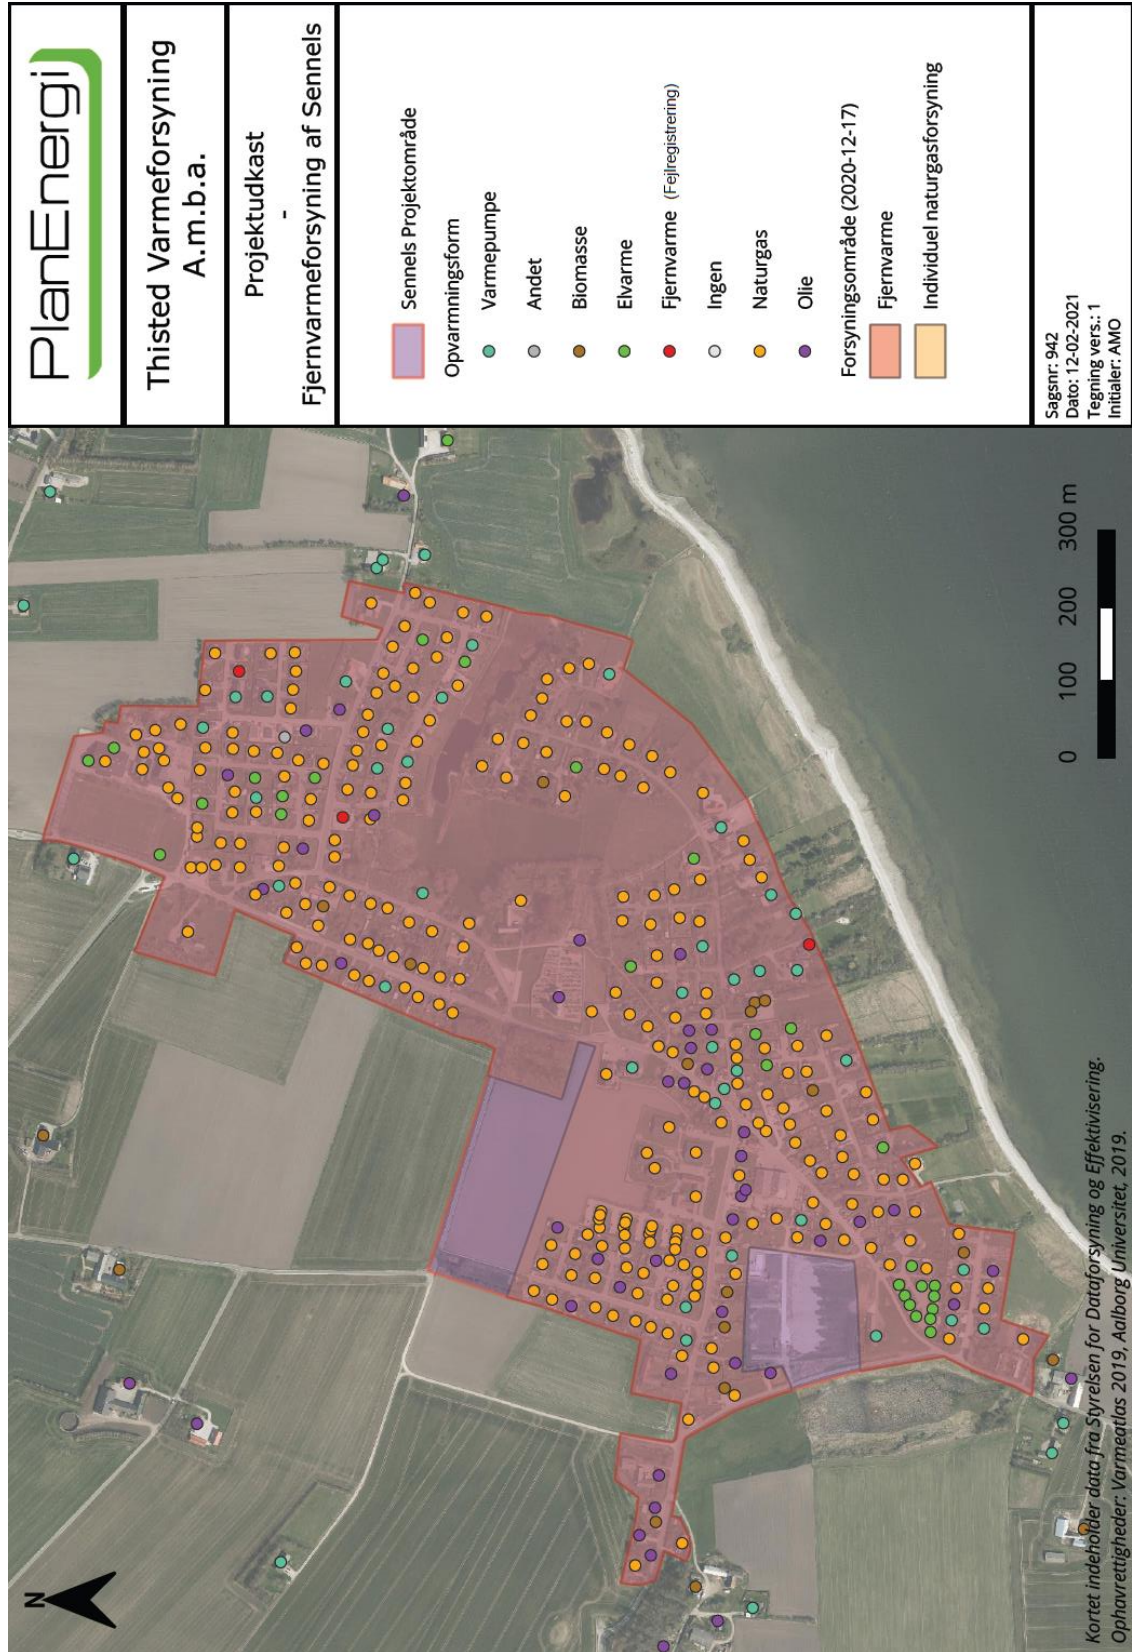 PlanEnergi
Thisted Varmeforsyning
A.m.b.a.
Projektudkast
-
Fjernvarmeforsyning af Sennels
Sennels Projektområde
Opvarmningsform
Varmepumpe
Andet
Biomasse
Elvarme
Fjernvarme (Fejlregistrering)
Ingen
Naturgas
Olie
Forsyningsområde (2020-12-17)
Fjernvarme
Individuel naturgasforsyning
Sagsnr: 942
Dato: 12-02-2021
Tegning vers.: 1
Initialer: AMO
N
0 100 200 300 m
Kortet indeholder data fra Styrelsen for Dataforsyning og Effektivisering.
Ophavrettigheder: Varmeatlas 2019, Aalborg Universitet, 2019.